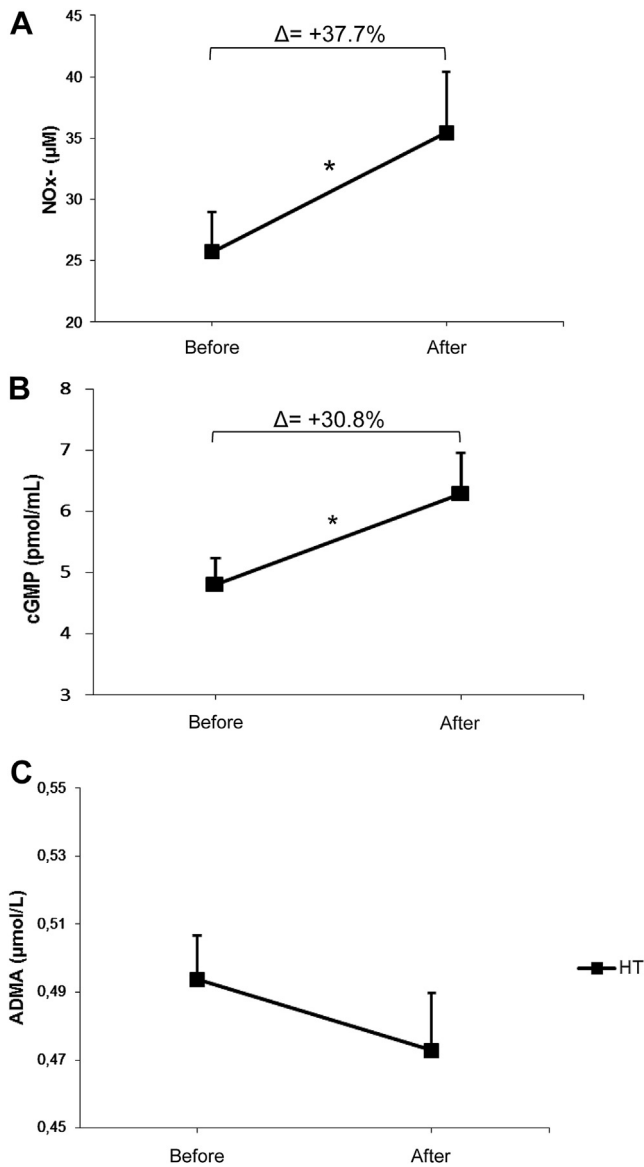 A
Δ= +37.7%
NOx- (µM)
45
40
35
30
25
20
*
Before
After
B
Δ= +30.8%
cGMP (pmol/mL)
8
7
6
5
4
3
*
Before
After
C
ADMA (µmol/L)
0,55
0,53
0,51
0,49
0,47
0,45
HT
Before
After